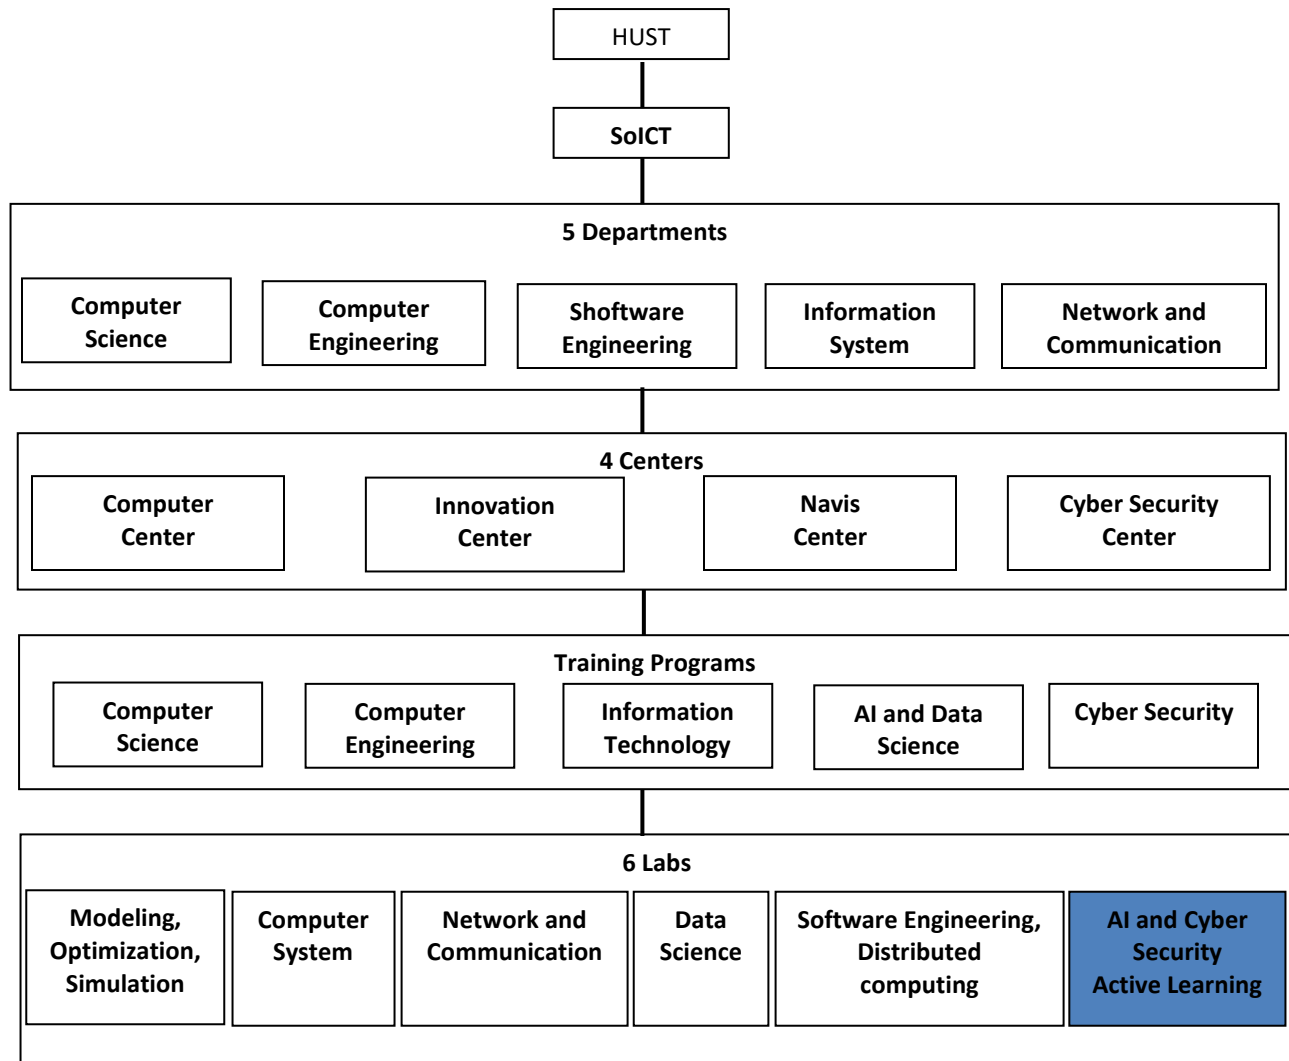 HUST
SoICT
5 Departments
Computer
Science
Computer
Engineering
Shoftware
Engineering
Information
System
Network and
Communication
4 Centers
Computer
Center
Innovation
Center
Navis
Center
Cyber Security
Center
Training Programs
Computer
Science
Computer
Engineering
Information
Technology
AI and Data
Science
Cyber Security
6 Labs
Modeling,
Optimization,
Simulation
Computer
System
Network and
Communication
Data
Science
Software Engineering,
Distributed
computing
AI and Cyber
Security
Active Learning